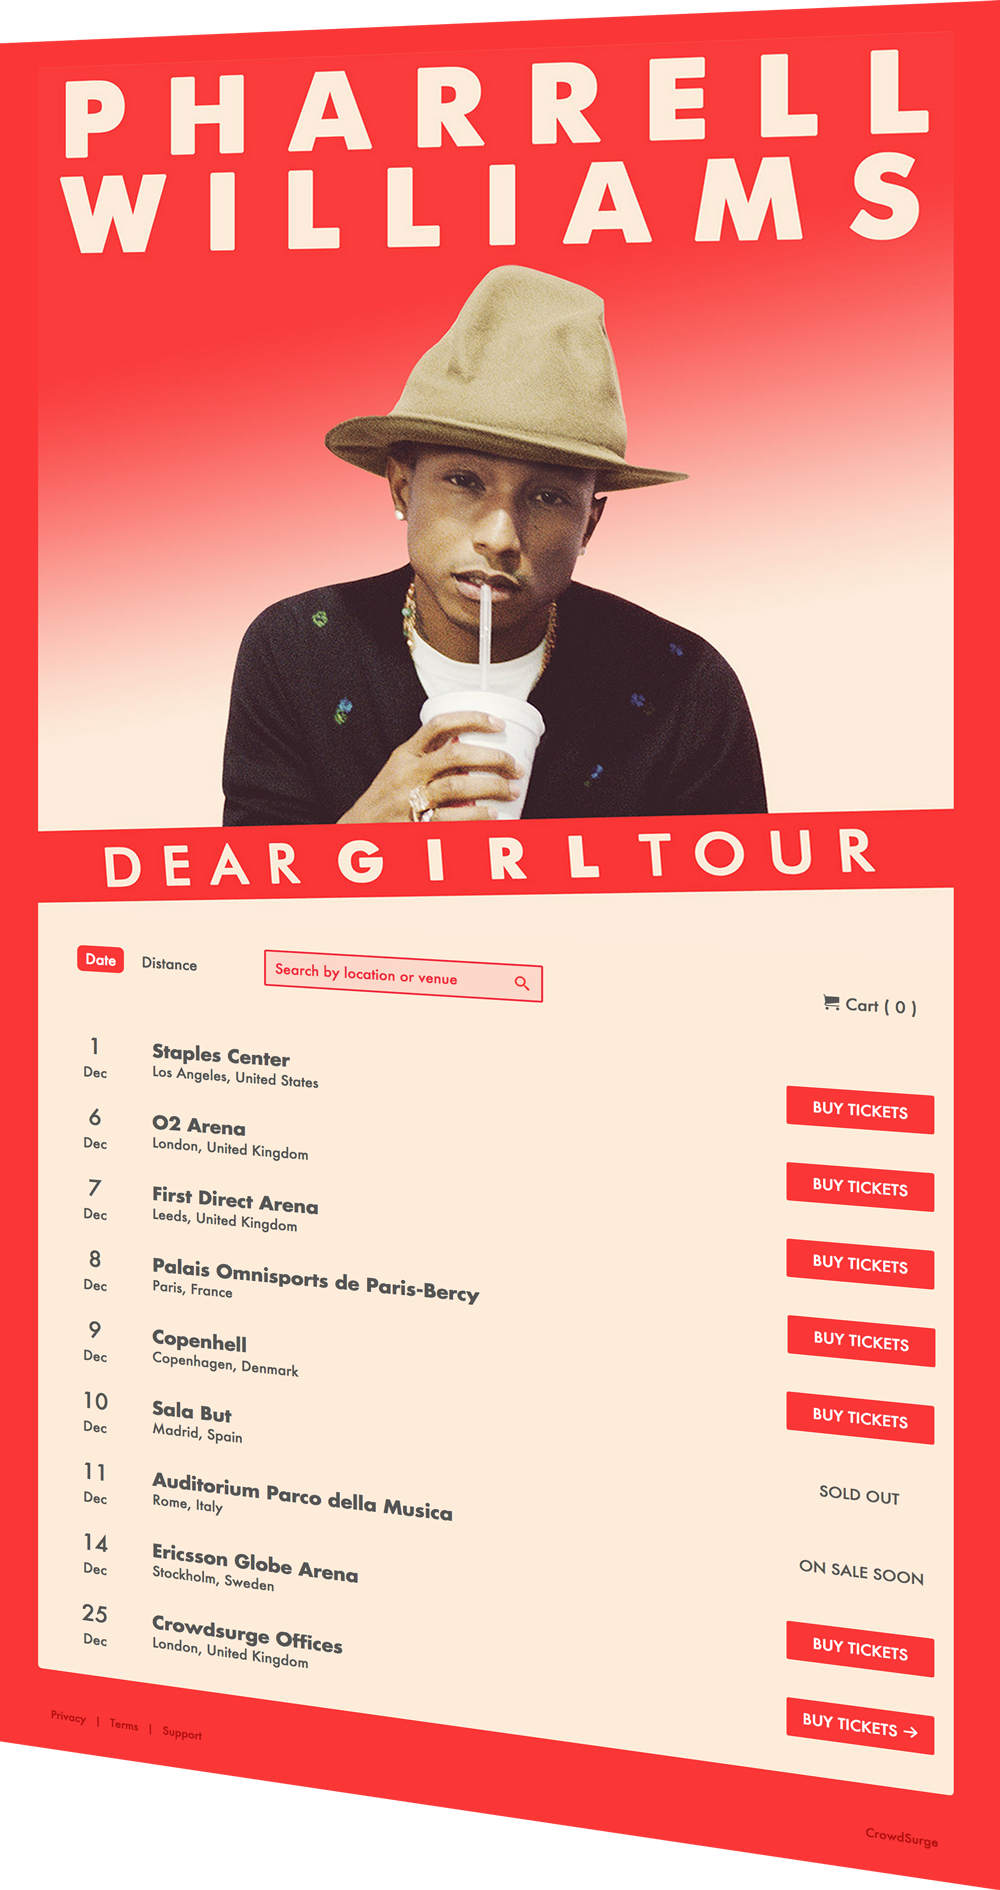 PHARRELL
WILLIAMS
DEAR GIRL TOUR
Date Distance Search by location or venue
Cart ( 0 )
1 Staples Center
Dec Los Angeles, United States
BUY TICKETS
6 O2 Arena
Dec London, United Kingdom
BUY TICKETS
7 First Direct Arena
Dec Leeds, United Kingdom
BUY TICKETS
8 Palais Omnisports de Paris-Bercy
Dec Paris, France
BUY TICKETS
9 Copenhell
Dec Copenhagen, Denmark
BUY TICKETS
10 Sala But
Dec Madrid, Spain
SOLD OUT
11 Auditorium Parco della Musica
Dec Rome, Italy
ON SALE SOON
14 Ericsson Globe Arena
Dec Stockholm, Sweden
BUY TICKETS
25 Crowdsurge Offices
Dec London, United Kingdom
BUY TICKETS →
Privacy | Terms | Support
CrowdSurge